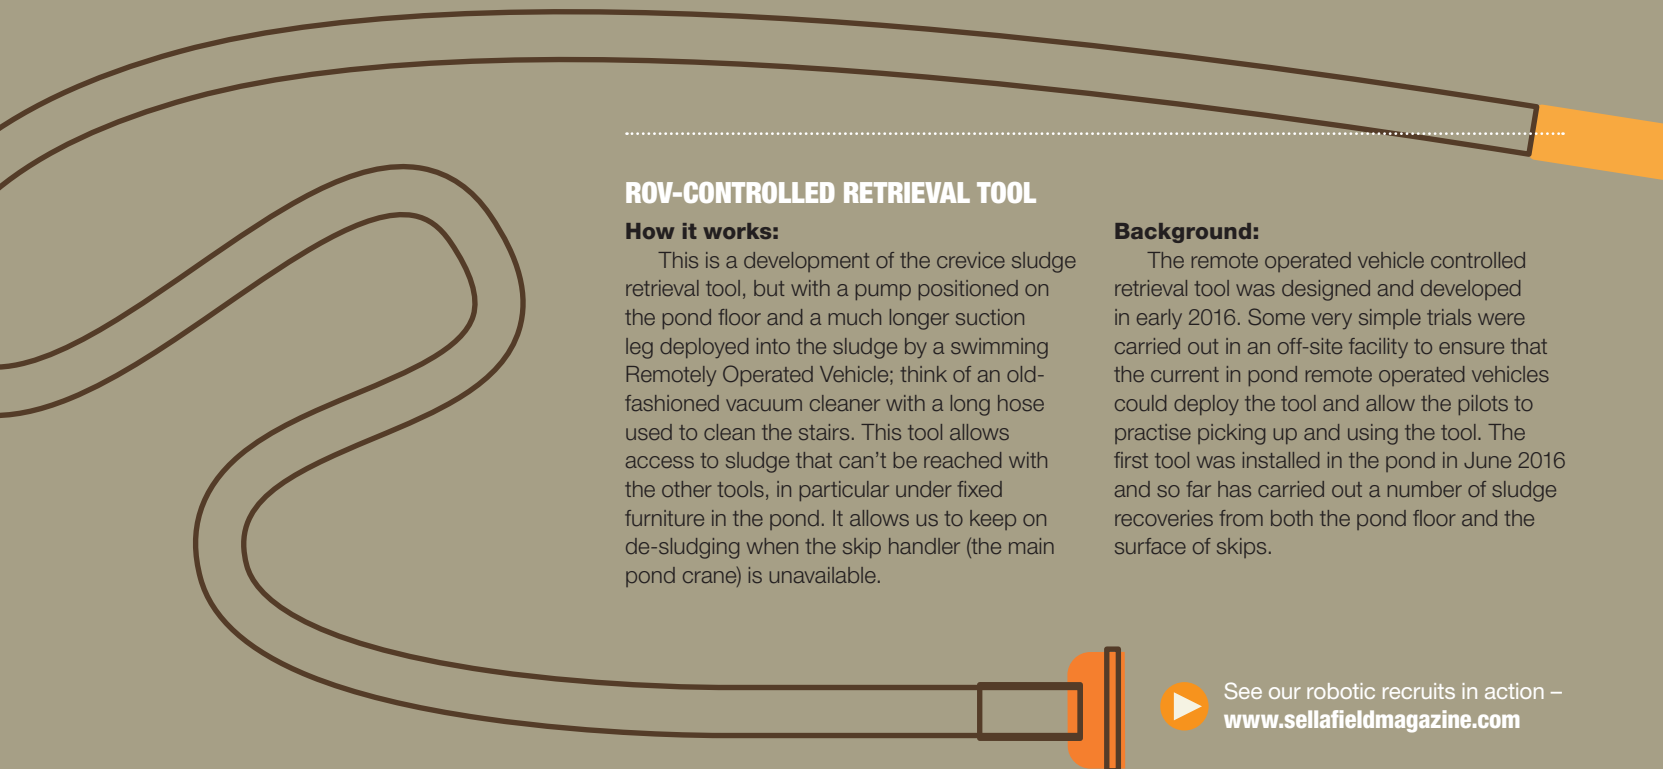 ROV-CONTROLLED RETRIEVAL TOOL
How it works:
This is a development of the crevice sludge
retrieval tool, but with a pump positioned on
the pond floor and a much longer suction
leg deployed into the sludge by a swimming
Remotely Operated Vehicle; think of an old-
fashioned vacuum cleaner with a long hose
used to clean the stairs. This tool allows
access to sludge that can’t be reached with
the other tools, in particular under fixed
furniture in the pond. It allows us to keep on
de-sludging when the skip handler (the main
pond crane) is unavailable.
Background:
The remote operated vehicle controlled
retrieval tool was designed and developed
in early 2016. Some very simple trials were
carried out in an off-site facility to ensure that
the current in pond remote operated vehicles
could deploy the tool and allow the pilots to
practise picking up and using the tool. The
first tool was installed in the pond in June 2016
and so far has carried out a number of sludge
recoveries from both the pond floor and the
surface of skips.
See our robotic recruits in action –
www.sellafieldmagazine.com